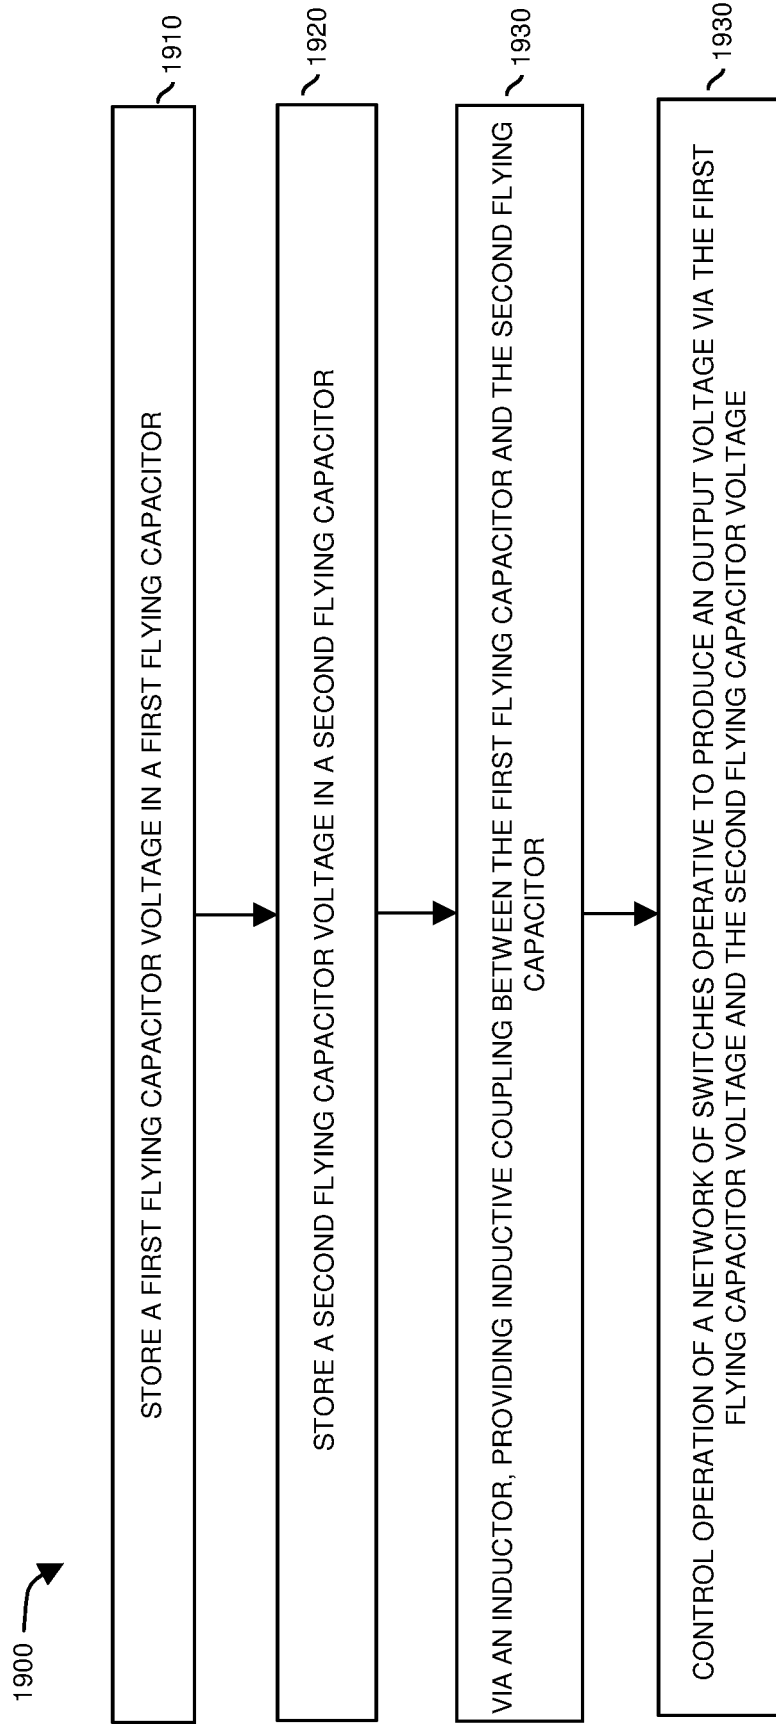 1900
STORE A FIRST FLYING CAPACITOR VOLTAGE IN A FIRST FLYING CAPACITOR
1910
STORE A SECOND FLYING CAPACITOR VOLTAGE IN A SECOND FLYING CAPACITOR
1920
VIA AN INDUCTOR, PROVIDING INDUCTIVE COUPLING BETWEEN THE FIRST FLYING CAPACITOR AND THE SECOND FLYING
CAPACITOR
1930
CONTROL OPERATION OF A NETWORK OF SWITCHES OPERATIVE TO PRODUCE AN OUTPUT VOLTAGE VIA THE FIRST
FLYING CAPACITOR VOLTAGE AND THE SECOND FLYING CAPACITOR VOLTAGE
1930